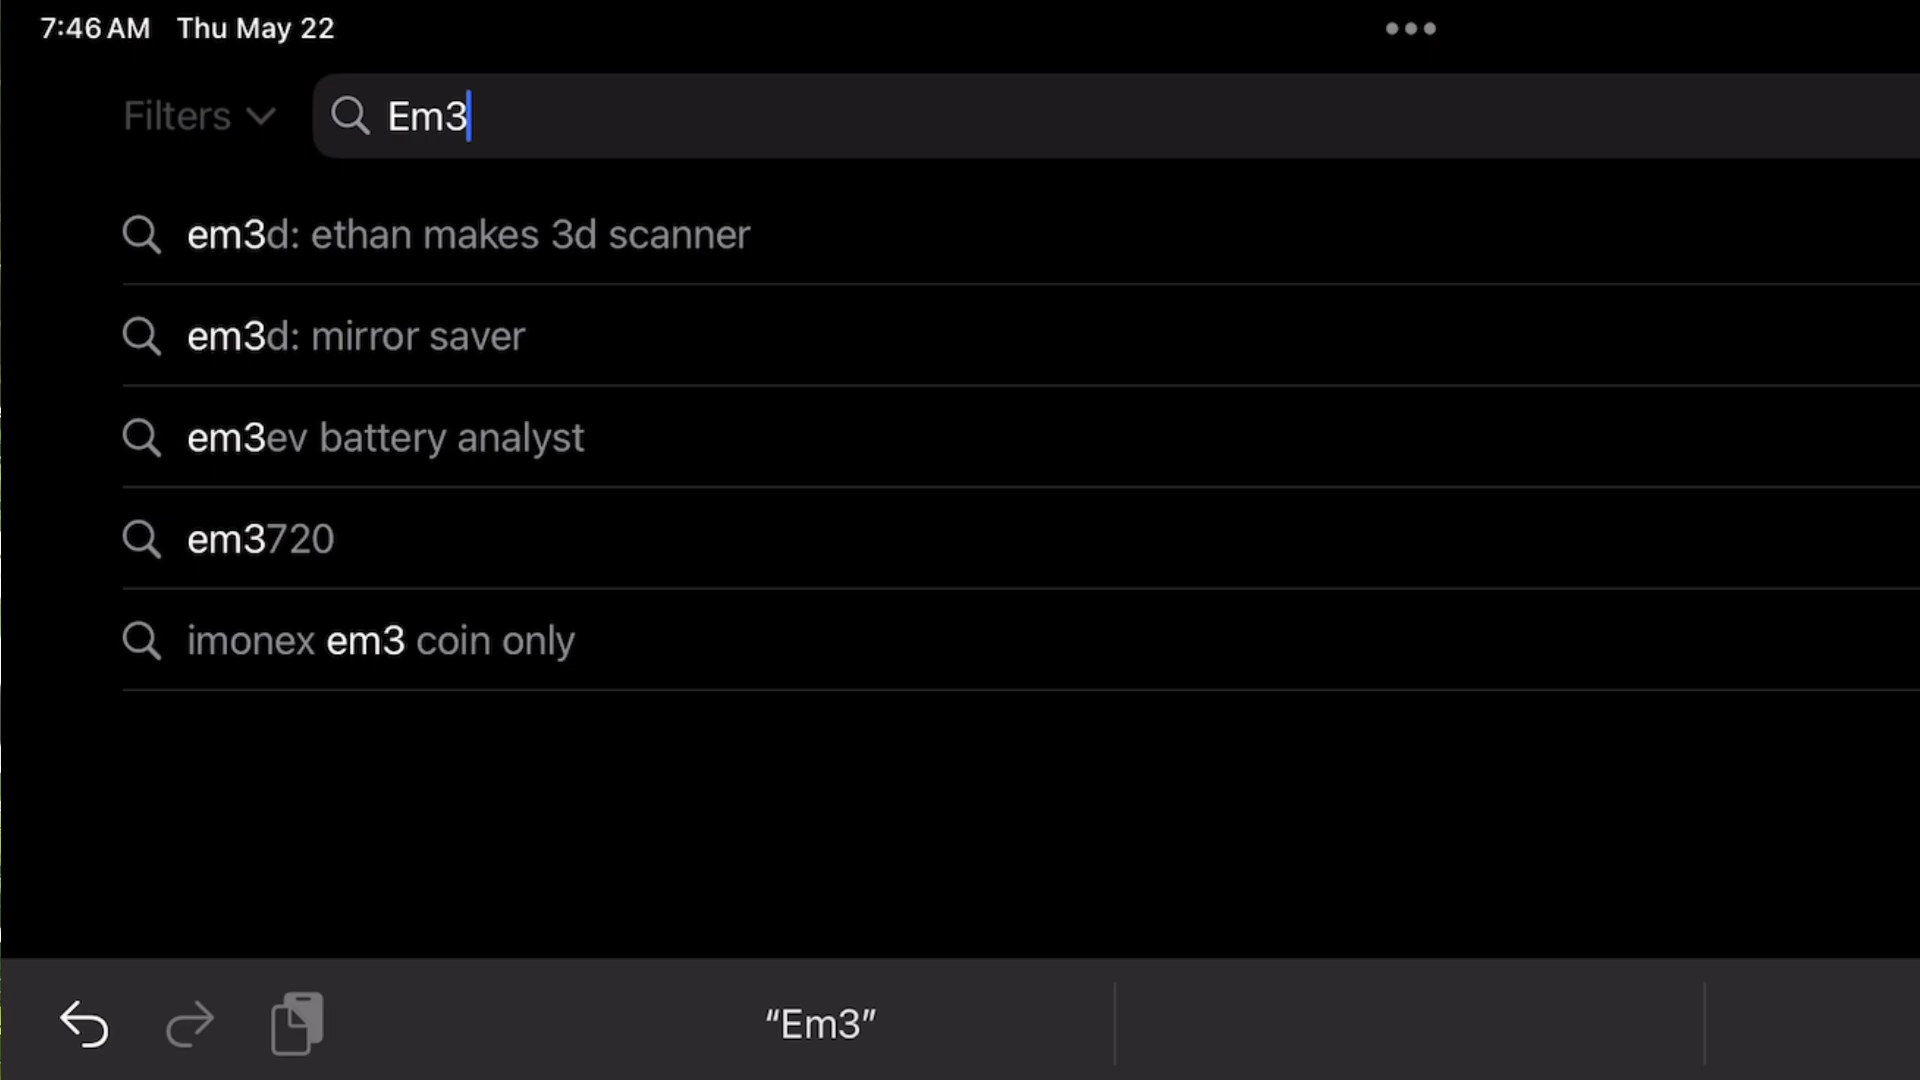 7:46 AM Thu May 22
Filters
Em3
em3d: ethan makes 3d scanner
em3d: mirror saver
em3ev battery analyst
em3720
imonex em3 coin only
“Em3”